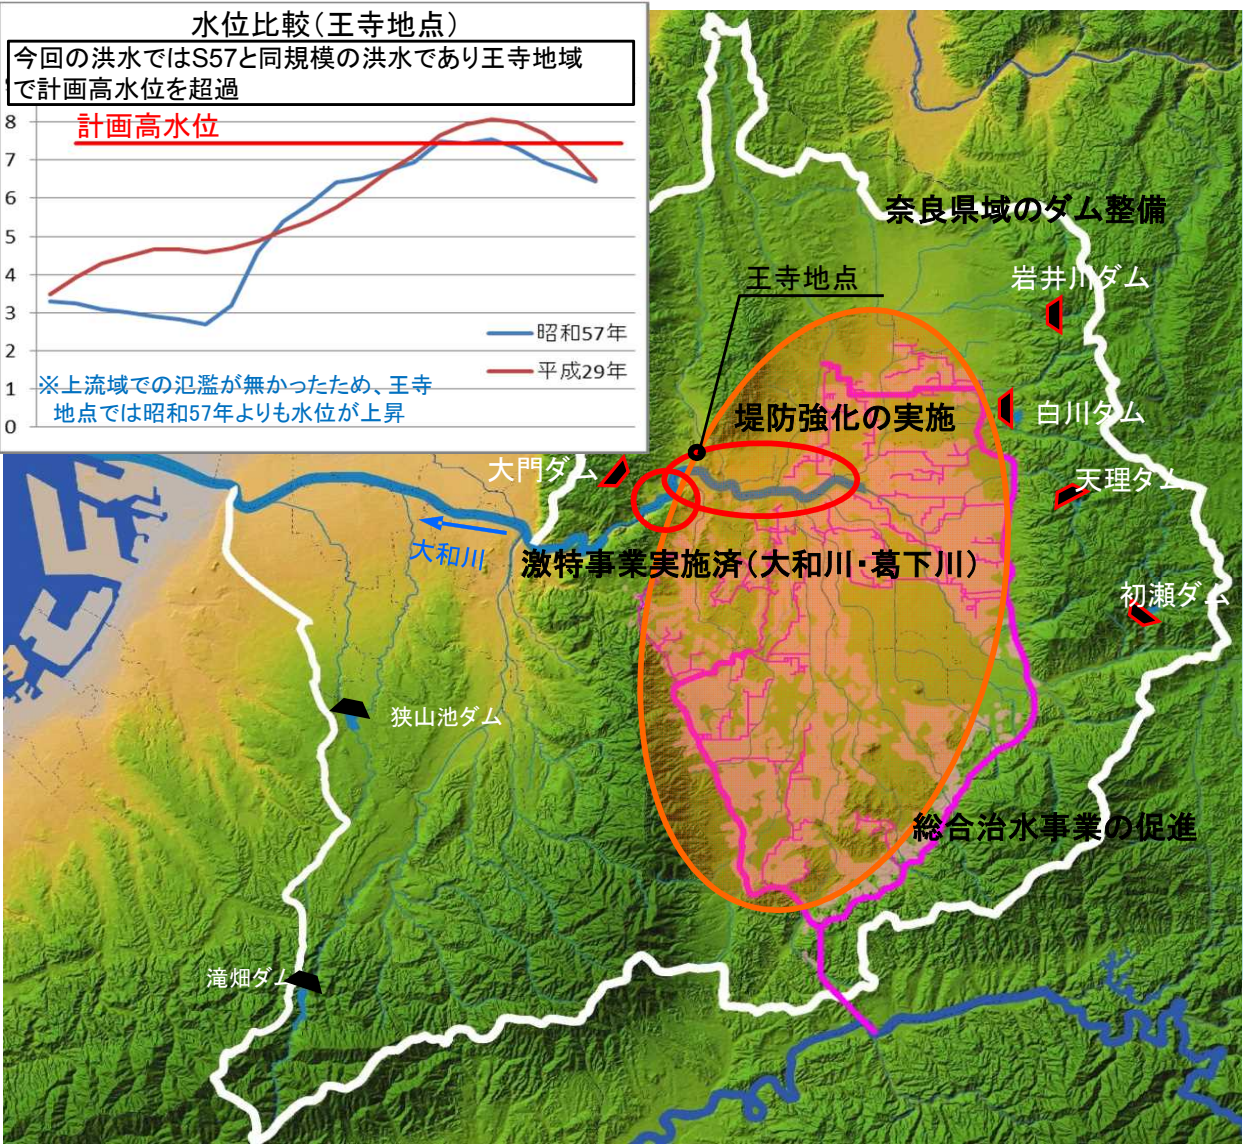 水位比較(王寺地点)
今回の洪水ではS57と同規模の洪水であり王寺地域
で計画高水位を超過
8
7
6
5
4
3
2
1
0
計画高水位
昭和57年
平成29年
※上流域での氾濫が無かったため、王寺
地点では昭和57年よりも水位が上昇
奈良県域のダム整備
岩井川ダム
王寺地点
堤防強化の実施
白川ダム
大門ダム
天理ダム
大和川
激特事業実施済(大和川・葛下川)
初瀬ダム
狭山池ダム
総合治水事業の促進
滝畑ダム